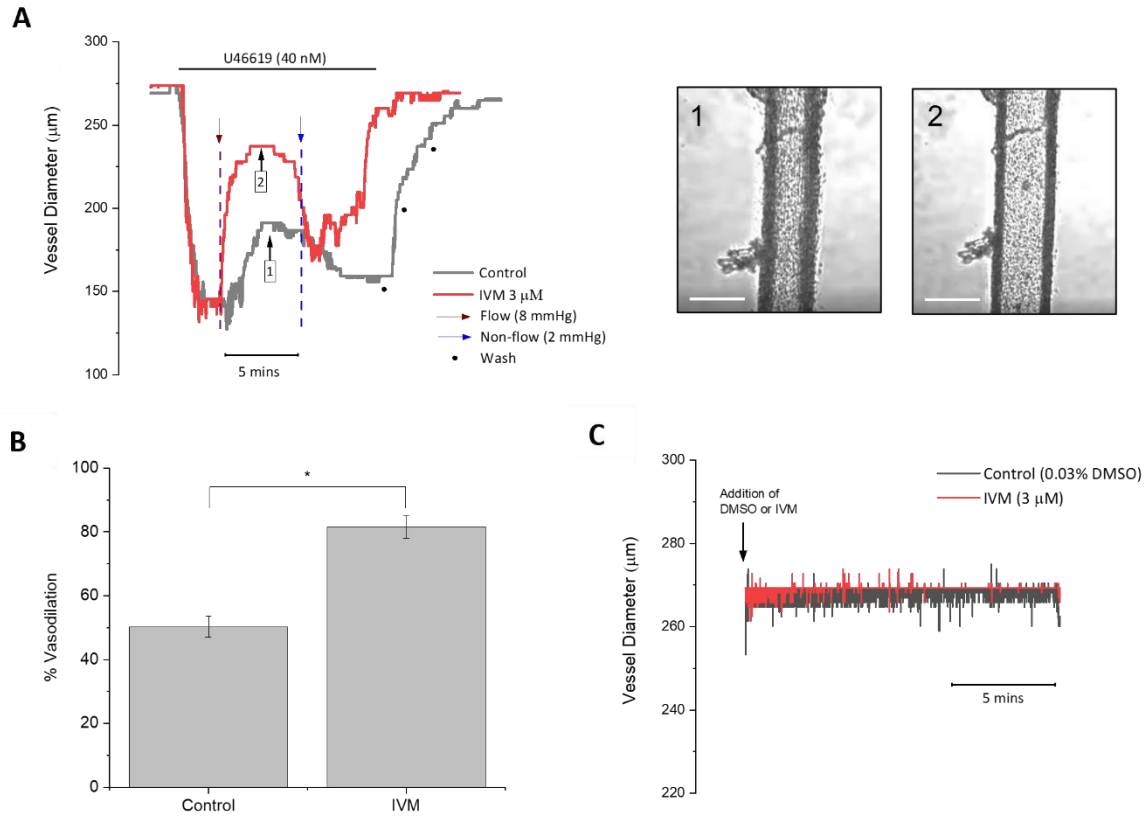 A
U46619 (40 nM)
300
250
200
150
100
Vessel Diameter (μm)
2
1
Control
IVM 3 μM
Flow (8 mmHg)
Non-flow (2 mmHg)
Wash
5 mins
1
2
B
100
80
60
40
20
0
% Vasodilation
*
Control
IVM
C
300
290
280
270
260
240
220
Vessel Diameter (μm)
Control (0.03% DMSO)
IVM (3 μM)
Addition of
DMSO or IVM
5 mins